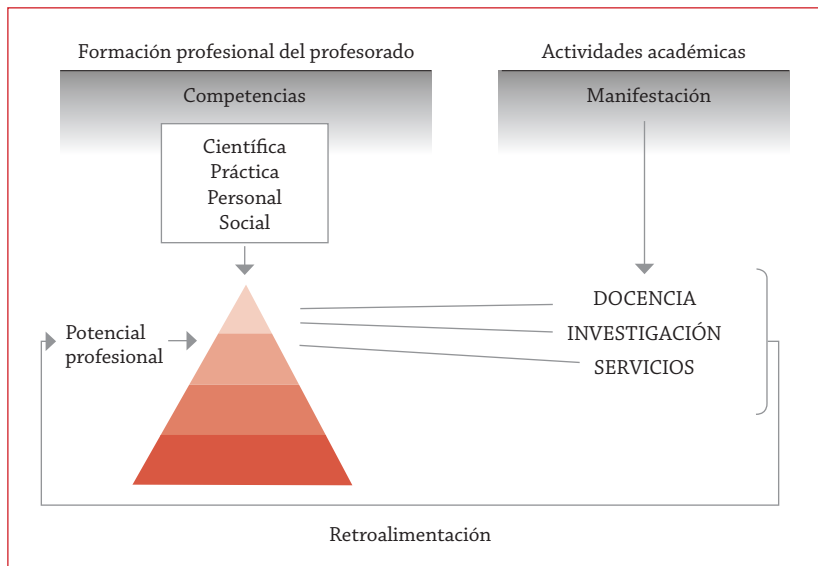 Formación profesional del profesorado
Actividades académicas
Competencias
Manifestación
Científica
Práctica
Personal
Social
DOCENCIA
INVESTIGACIÓN
SERVICIOS
Potencial
profesional
Retroalimentación